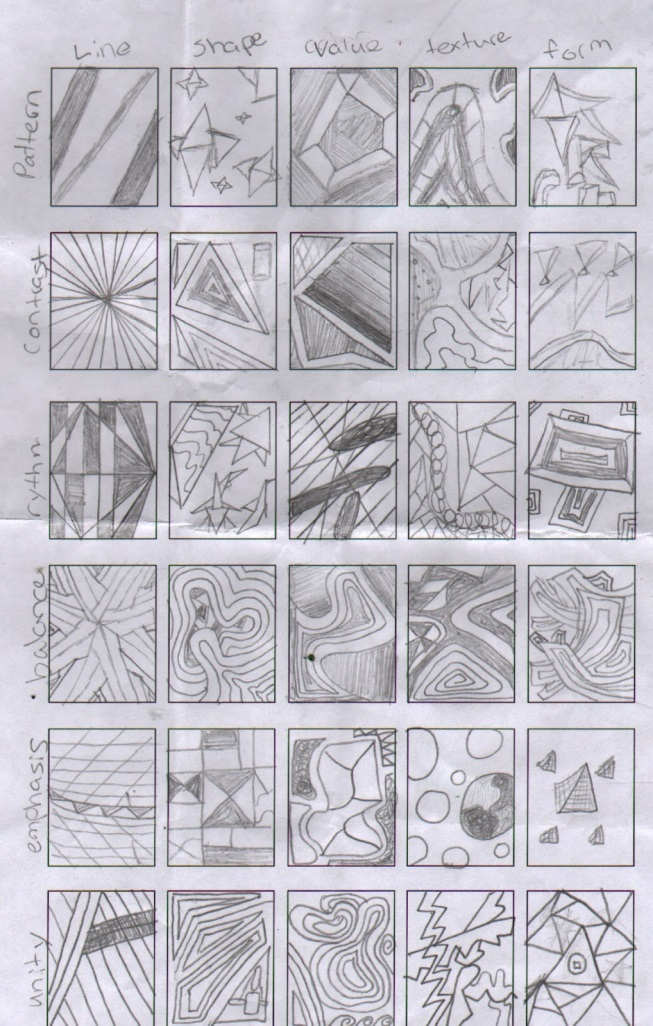 Line shape Value texture form
Pattern
Contrast
rythm
balance
emphasis
unity